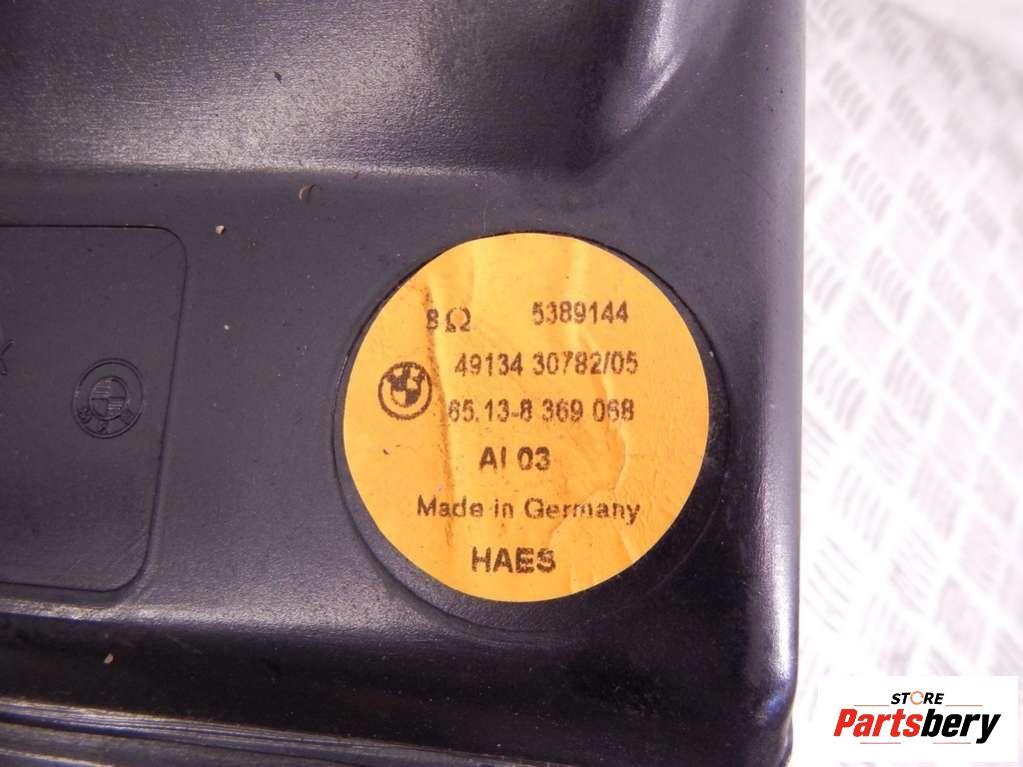 8Ω 5389144
49134 30782/05
65.13-8 369 068
AI 03
Made in Germany
HAES
STORE
Partsbery